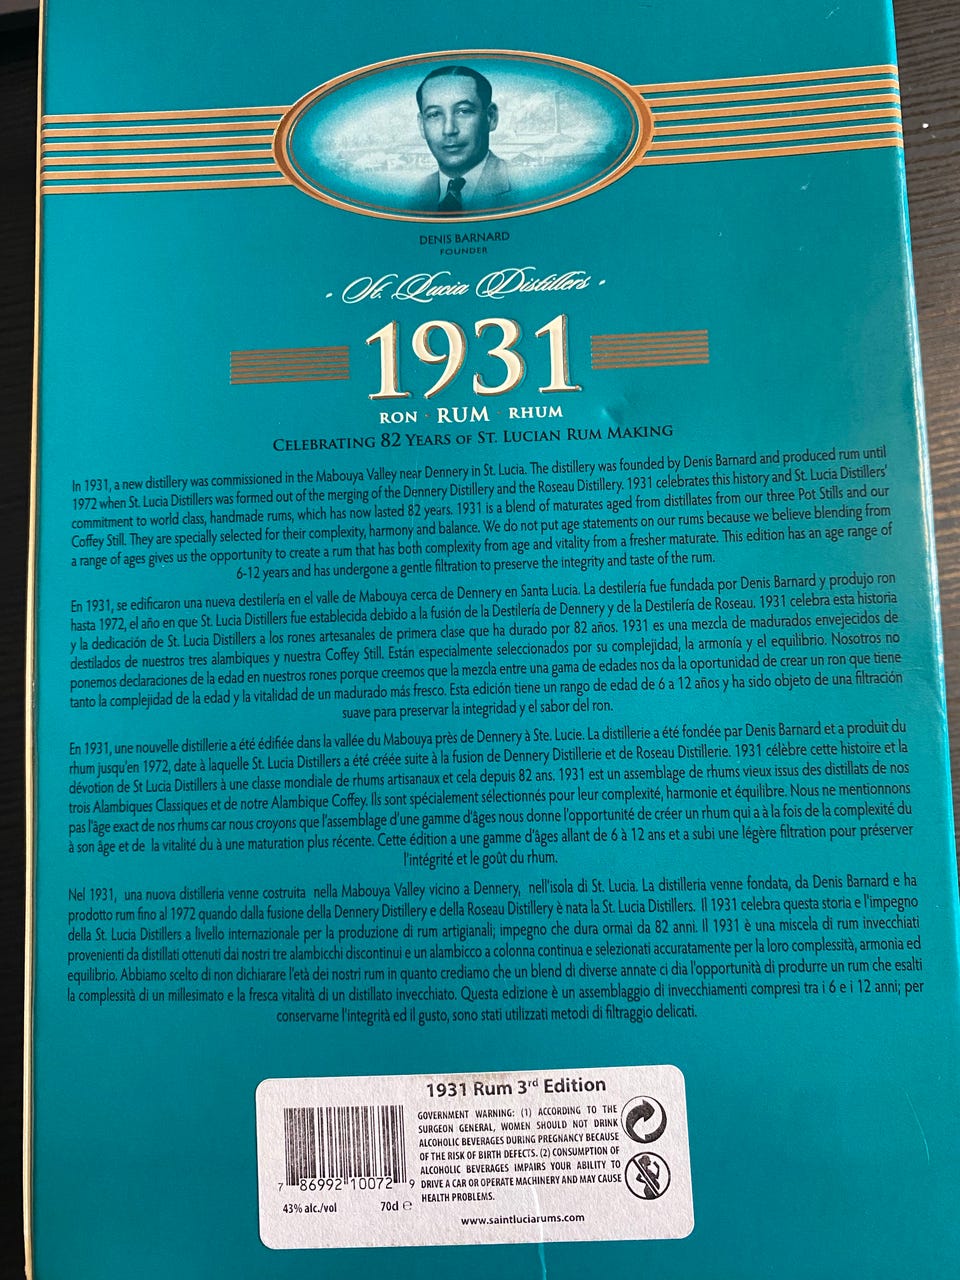 DENIS BARNARD
FOUNDER
· St. Lucia Distillers ·
1931
RON · RUM · RHUM
CELEBRATING 82 YEARS OF ST. LUCIAN RUM MAKING
In 1931, a new distillery was commissioned in the Mabouya Valley near Dennery in St. Lucia. The distillery was founded by Denis Barnard and produced rum until
1972 when St. Lucia Distillers was formed out of the merging of the Dennery Distillery and the Roseau Distillery. 1931 celebrates this history and St. Lucia Distillers'
commitment to world class, handmade rums, which has now lasted 82 years. 1931 is a blend of maturates aged from distillates from our three Pot Stills and our
Coffey Still. They are specially selected for their complexity, harmony and balance. We do not put age statements on our rums because we believe blending from
a range of ages gives us the opportunity to create a rum that has both complexity from age and vitality from a fresher maturate. This edition has an age range of
6-12 years and has undergone a gentle filtration to preserve the integrity and taste of the rum.
En 1931, se edificaron una nueva destilería en el valle de Mabouya cerca de Dennery en Santa Lucia. La destilería fue fundada por Denis Barnard y produjo ron
hasta 1972, el año en que St. Lucia Distillers fue establecida debido a la fusión de la Destilería de Dennery y de la Destilería de Roseau. 1931 celebra esta historia
y la dedicación de St. Lucia Distillers a los rones artesanales de primera clase que ha durado por 82 años. 1931 es una mezcla de madurados envejecidos de
destilados de nuestros tres alambiques y nuestra Coffey Still. Están especialmente seleccionados por su complejidad, la armonía y el equilibrio. Nosotros no
ponemos declaraciones de la edad en nuestros rones porque creemos que la mezcla entre una gama de edades nos da la oportunidad de crear un ron que tiene
tanto la complejidad de la edad y la vitalidad de un madurado más fresco. Esta edición tiene un rango de edad de 6 a 12 años y ha sido objeto de una filtración
suave para preservar la integridad y el sabor del ron.
En 1931, une nouvelle distillerie a été édifiée dans la vallée du Mabouya près de Dennery à Ste. Lucie. La distillerie a été fondée par Denis Barnard et a produit du
rhum jusqu'en 1972, date à laquelle St. Lucia Distillers a été créée suite à la fusion de Dennery Distillerie et de Roseau Distillerie. 1931 célèbre cette histoire et la
dévotion de St Lucia Distillers à une classe mondiale de rhums artisanaux et cela depuis 82 ans. 1931 est un assemblage de rhums vieux issus des distillats de nos
trois Alambiques Classiques et de notre Alambique Coffey. Ils sont spécialement sélectionnés pour leur complexité, harmonie et équilibre. Nous ne mentionnons
pas l'âge exact de nos rhums car nous croyons que l'assemblage d'une gamme d'âges nous donne l'opportunité de créer un rhum qui a à la fois de la complexité du
à son âge et de la vitalité du à une maturation plus récente. Cette édition a une gamme d'âges allant de 6 à 12 ans et a subi une légère filtration pour préserver
l'intégrité et le goût du rhum.
Nel 1931, una nuova distilleria venne costruita nella Mabouya Valley vicino a Dennery, nell'isola di St. Lucia. La distilleria venne fondata, da Denis Barnard e ha
prodotto rum fino al 1972 quando dalla fusione della Dennery Distillery e della Roseau Distillery è nata la St. Lucia Distillers. Il 1931 celebra questa storia e l'impegno
della St. Lucia Distillers a livello internazionale per la produzione di rum artigianali; impegno che dura ormai da 82 anni. Il 1931 è una miscela di rum invecchiati
provenienti da distillati ottenuti dai nostri tre alambicchi discontinui e un alambicco a colonna continua e selezionati accuratamente per la loro complessità, armonia ed
equilibrio. Abbiamo scelto di non dichiarare l'età dei nostri rum in quanto crediamo che un blend di diverse annate ci dia l'opportunità di produrre un rum che esalti
la complessità di un millesimato e la fresca vitalità di un distillato invecchiato. Questa edizione è un assemblaggio di invecchiamenti compresi tra i 6 e i 12 anni; per
conservarne l'integrità ed il gusto, sono stati utilizzati metodi di filtraggio delicati.
1931 Rum 3rd Edition
GOVERNMENT WARNING: (1) ACCORDING TO THE
SURGEON GENERAL, WOMEN SHOULD NOT DRINK
ALCOHOLIC BEVERAGES DURING PREGNANCY BECAUSE
OF THE RISK OF BIRTH DEFECTS. (2) CONSUMPTION OF
ALCOHOLIC BEVERAGES IMPAIRS YOUR ABILITY TO
DRIVE A CAR OR OPERATE MACHINERY AND MAY CAUSE
HEALTH PROBLEMS.
7 86992 10072 9
43% alc./vol 70cl e
www.saintluciarums.com